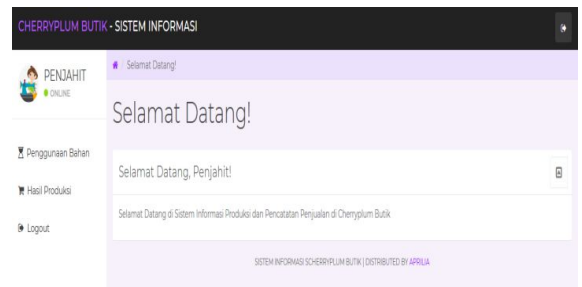 CHERRYPLUM BUTIK - SISTEM INFORMASI
PENJAHIT
ONLINE
Penggunaan Bahan
Hasil Produksi
Logout
/ Selamat Datang!
Selamat Datang!
Selamat Datang, Penjahit!
Selamat Datang di Sistem Informasi Produksi dan Pencatatan Penjualan di Cherryplum Butik
SISTEM INFORMASI SCHERRYPLUM BUTIK | DISTRIBUTED BY APRILIA